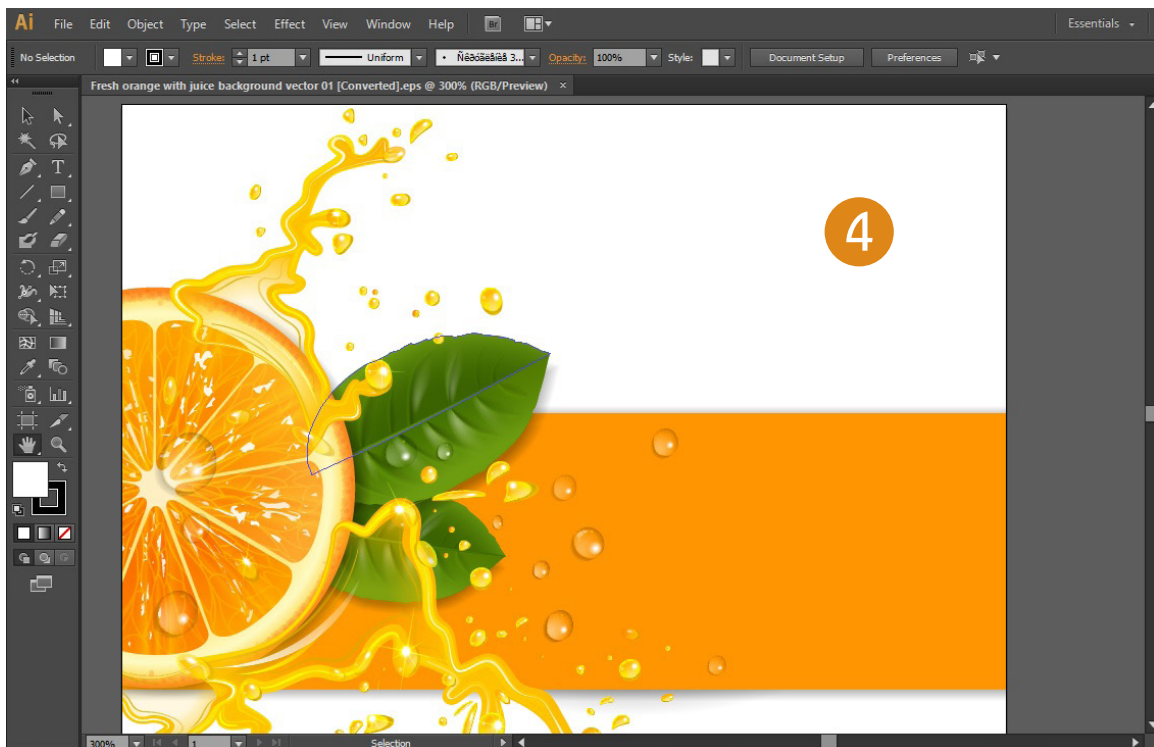 Ai File Edit Object Type Select Effect View Window Help Br Essentials
No Selection Stroke: 1 pt Uniform • Ñêðóãëåíèå 3... Opacity: 100% Style: Document Setup Preferences
Fresh orange with juice background vector 01 [Converted].eps @ 300% (RGB/Preview) ×
4
T
300% 1 Selection